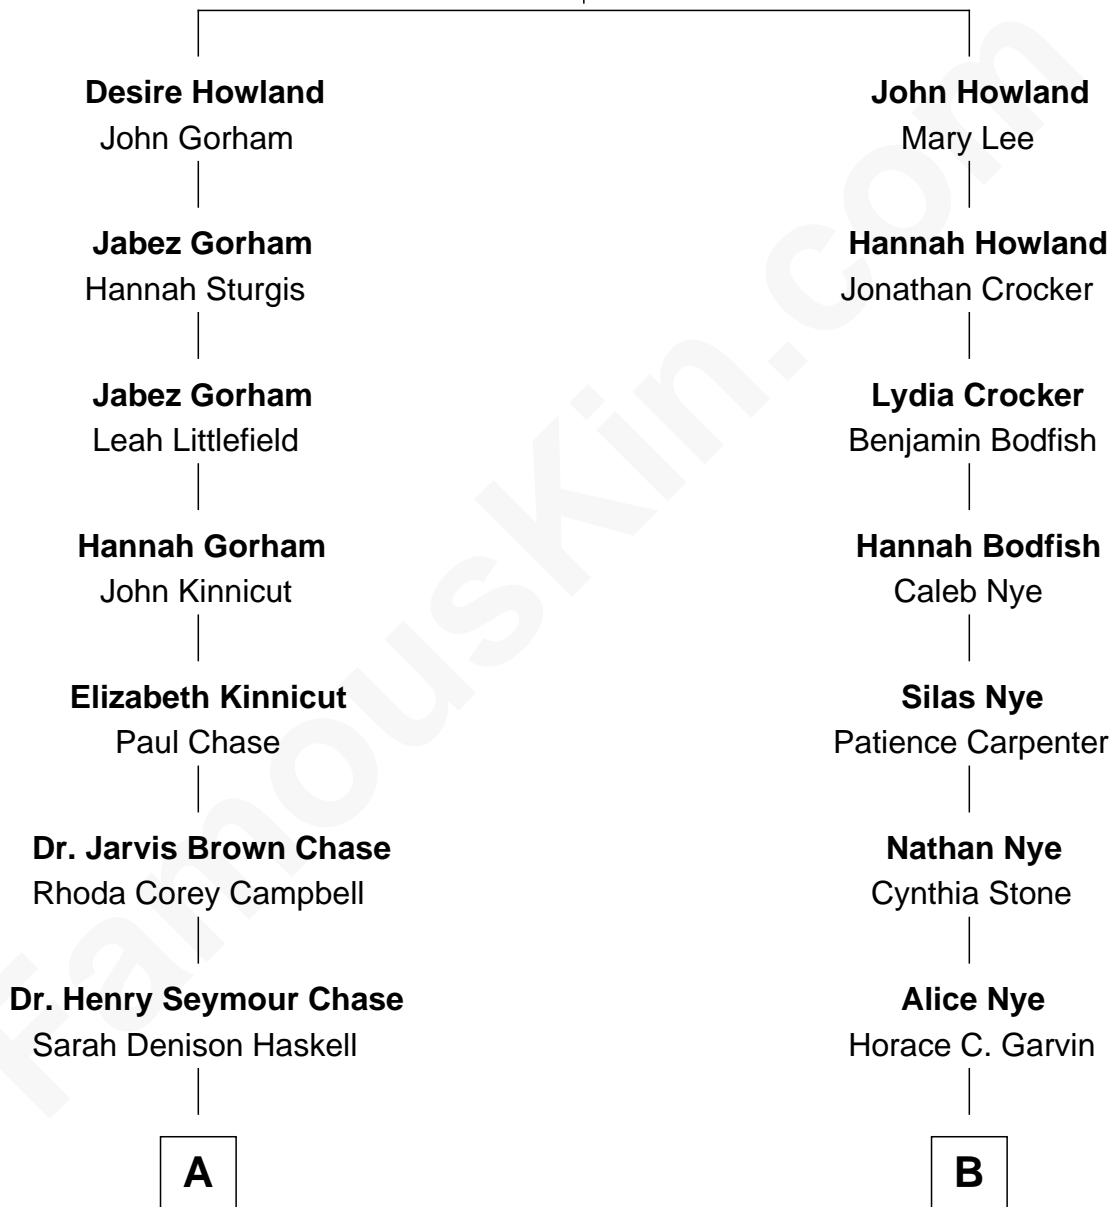 Desire Howland
John Gorham
Jabez Gorham
Hannah Sturgis
Jabez Gorham
Leah Littlefield
Hannah Gorham
John Kinnicut
Elizabeth Kinnicut
Paul Chase
Dr. Jarvis Brown Chase
Rhoda Corey Campbell
Dr. Henry Seymour Chase
Sarah Denison Haskell
A
John Howland
Mary Lee
Hannah Howland
Jonathan Crocker
Lydia Crocker
Benjamin Bodfish
Hannah Bodfish
Caleb Nye
Silas Nye
Patience Carpenter
Nathan Nye
Cynthia Stone
Alice Nye
Horace C. Garvin
B
FamousKin.com